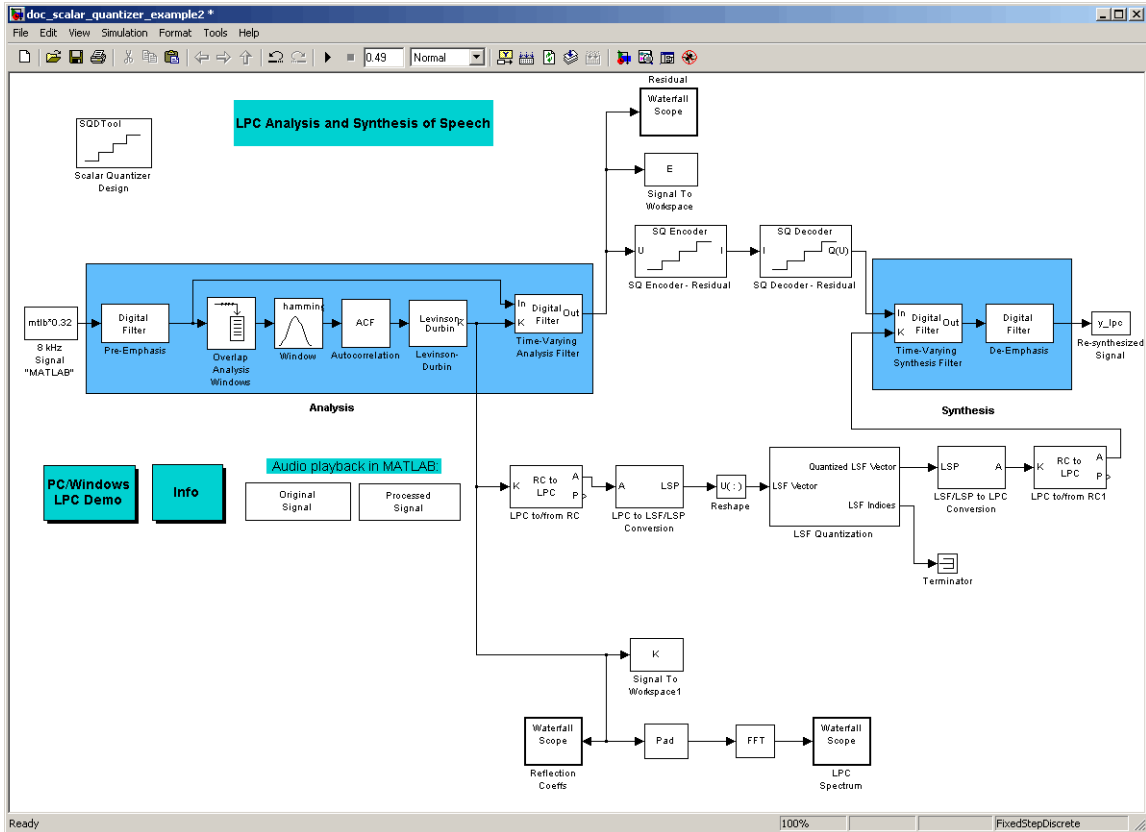 doc_scalar_quantizer_example2 *
File Edit View Simulation Format Tools Help
0.49 Normal
Residual
Waterfall
Scope
LPC Analysis and Synthesis of Speech
SQDTool
Scalar Quantizer
Design
E
Signal To
Workspace
SQ Encoder
U
I
SQ Encoder - Residual
SQ Decoder
I
Q(U)
SQ Decoder - Residual
mtlb*0.32
8 kHz
Signal
"MATLAB"
Digital
Filter
Pre-Emphasis
Overlap
Analysis
Windows
hamming
Window
ACF
Autocorrelation
Levinson-
Durbin
K
Levinson-
Durbin
In
K
Digital
Filter
Out
Time-Varying
Analysis Filter
Analysis
In
K
Digital
Filter
Out
Time-Varying
Synthesis Filter
Digital
Filter
De-Emphasis
y_lpc
Re-synthesized
Signal
Synthesis
PC/Windows
LPC Demo
Info
Audio playback in MATLAB:
Original
Signal
Processed
Signal
K
RC to
LPC
A
P
LPC to/from RC
A
LSP
LPC to LSF/LSP
Conversion
U( : )
Reshape
LSF Vector
Quantized LSF Vector
LSF Indices
LSF Quantization
LSP
A
LSF/LSP to LPC
Conversion
K
RC to
LPC
A
P
LPC to/from RC1
Terminator
K
Signal To
Workspace1
Waterfall
Scope
Reflection
Coeffs
Pad
FFT
Waterfall
Scope
LPC
Spectrum
Ready 100% FixedStepDiscrete